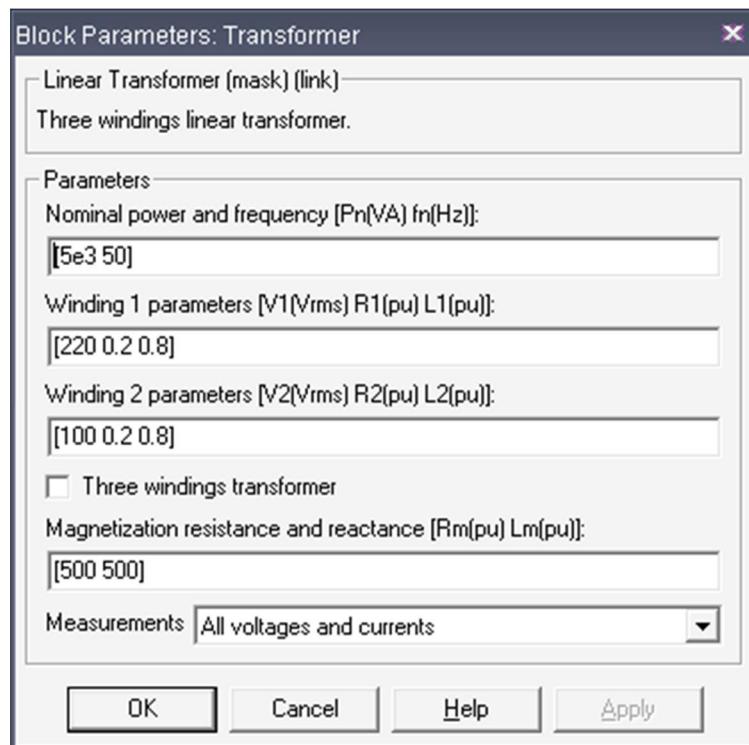 Block Parameters: Transformer
Linear Transformer (mask) (link)
Three windings linear transformer.
Parameters
Nominal power and frequency [Pn(VA) fn(Hz)]:
[5e3 50]
Winding 1 parameters [V1(Vrms) R1(pu) L1(pu)]:
[220 0.2 0.8]
Winding 2 parameters [V2(Vrms) R2(pu) L2(pu)]:
[100 0.2 0.8]
Three windings transformer
Magnetization resistance and reactance [Rm(pu) Lm(pu)]:
[500 500]
Measurements All voltages and currents
OK Cancel Help Apply